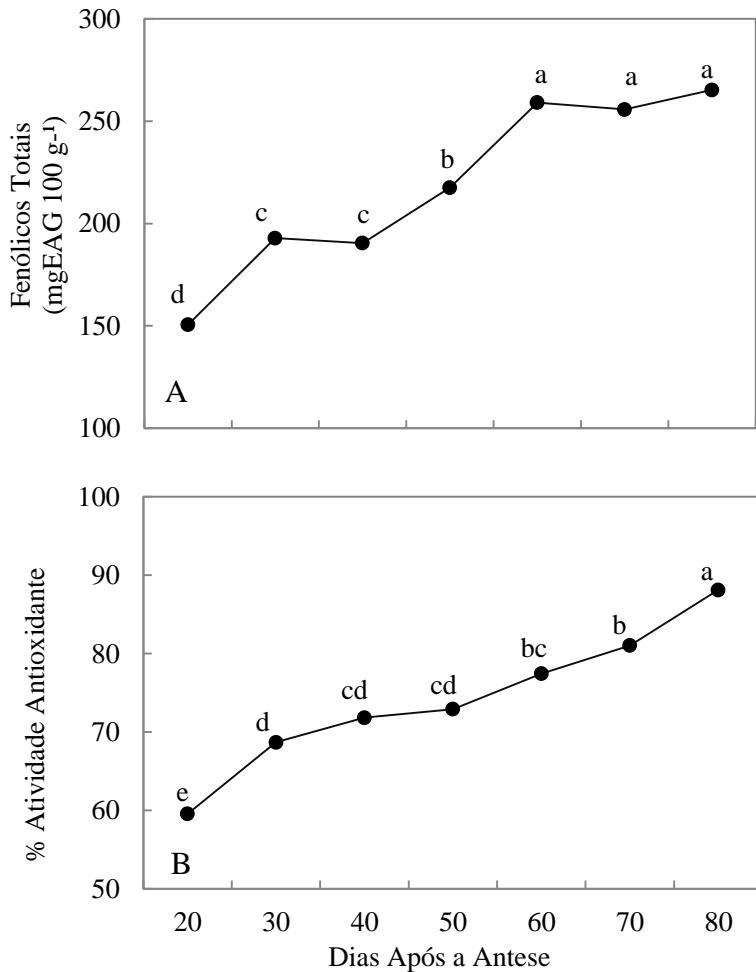 300
250
200
150
100
Fenólicos Totais
(mgEAG 100 g-¹)
d
c
c
b
a
a
a
A
100
90
80
70
60
50
% Atividade Antioxidante
e
d
cd
cd
bc
b
a
B
20 30 40 50 60 70 80
Dias Após a Antese